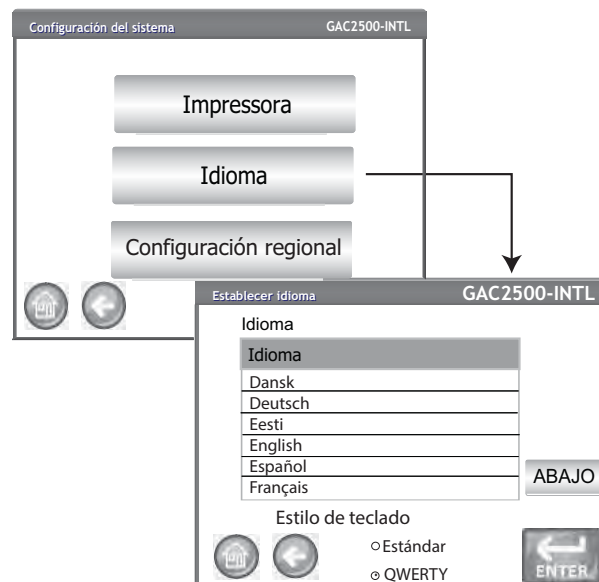 Configuración del sistema GAC2500-INTL
Impressora
Idioma
Configuración regional
Establecer idioma GAC2500-INTL
Idioma
Idioma
Dansk
Deutsch
Eesti
English
Español
Français
ABAJO
Estilo de teclado
Estándar
QWERTY
ENTER